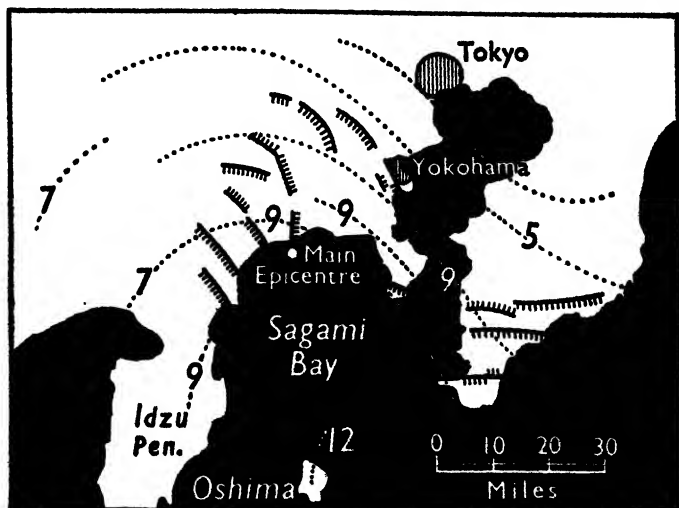 Tokyo
Yokohama
7
9
9
5
Main
Epicentre
9
7
Sagami
Bay
9
Idzu
Pen.
12
0 10 20 30
Oshima
Miles